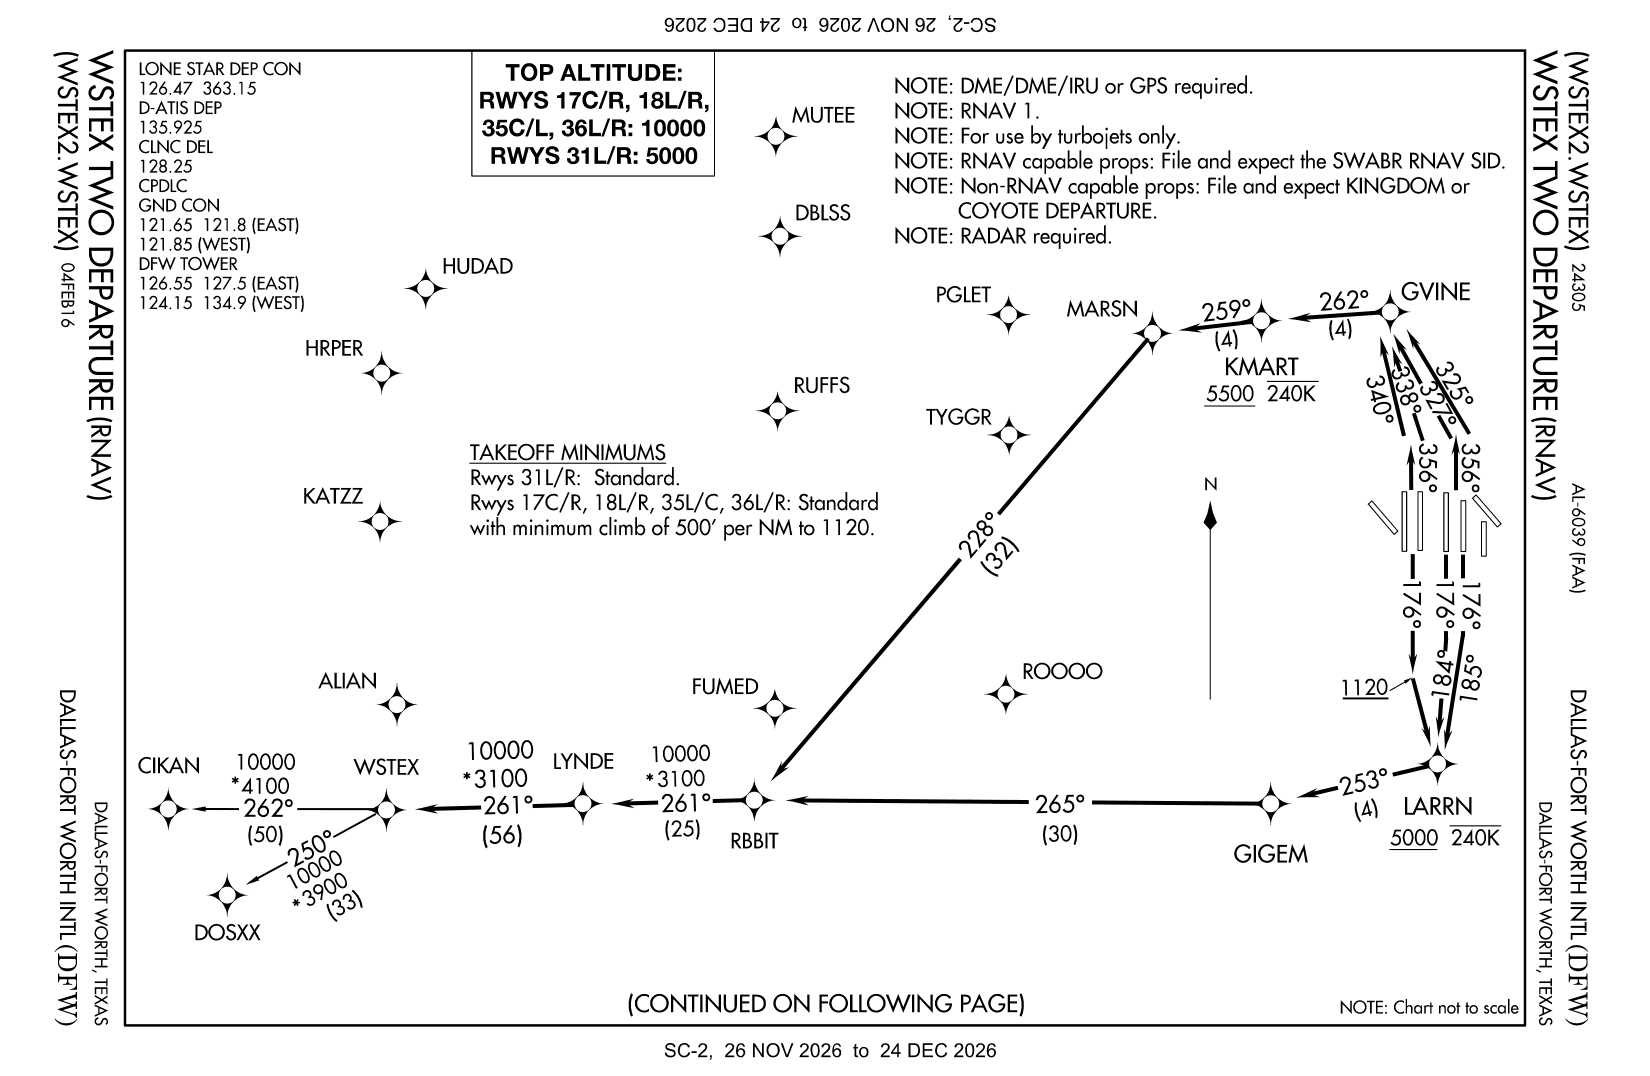 SC-2, 26 NOV 2026 to 24 DEC 2026
(WSTEX2.WSTEX) 04FEB16
WSTEX TWO DEPARTURE (RNAV)
DALLAS-FORT WORTH INTL (DFW)
DALLAS-FORT WORTH, TEXAS
LONE STAR DEP CON
126.47 363.15
D-ATIS DEP
135.925
CLNC DEL
128.25
CPDLC
GND CON
121.65 121.8 (EAST)
121.85 (WEST)
DFW TOWER
126.55 127.5 (EAST)
124.15 134.9 (WEST)
TOP ALTITUDE:
RWYS 17C/R, 18L/R,
35C/L, 36L/R: 10000
RWYS 31L/R: 5000
NOTE: DME/DME/IRU or GPS required.
NOTE: RNAV 1.
NOTE: For use by turbojets only.
NOTE: RNAV capable props: File and expect the SWABR RNAV SID.
NOTE: Non-RNAV capable props: File and expect KINGDOM or
COYOTE DEPARTURE.
NOTE: RADAR required.
MUTEE
DBLSS
HUDAD
HRPER
RUFFS
KATZZ
PGLET
TYGGR
MARSN
259°
(4)
262°
(4)
GVINE
KMART
5500 240K
340°
338°
327°
325°
356°
356°
TAKEOFF MINIMUMS
Rwys 31L/R: Standard.
Rwys 17C/R, 18L/R, 35L/C, 36L/R: Standard
with minimum climb of 500' per NM to 1120.
N
228°
(32)
176°
176°
176°
184°
185°
1120
ALIAN
FUMED
ROOOO
CIKAN
10000
*4100
262°
(50)
WSTEX
10000
*3100
261°
(56)
LYNDE
10000
*3100
261°
(25)
RBBIT
265°
(30)
GIGEM
253°
(4)
LARRN
5000 240K
250°
10000
*3900
(33)
DOSXX
(CONTINUED ON FOLLOWING PAGE)
NOTE: Chart not to scale
WSTEX TWO DEPARTURE (RNAV)
(WSTEX2.WSTEX) 24305
AL-6039 (FAA)
DALLAS-FORT WORTH, TEXAS
DALLAS-FORT WORTH INTL (DFW)
SC-2, 26 NOV 2026 to 24 DEC 2026